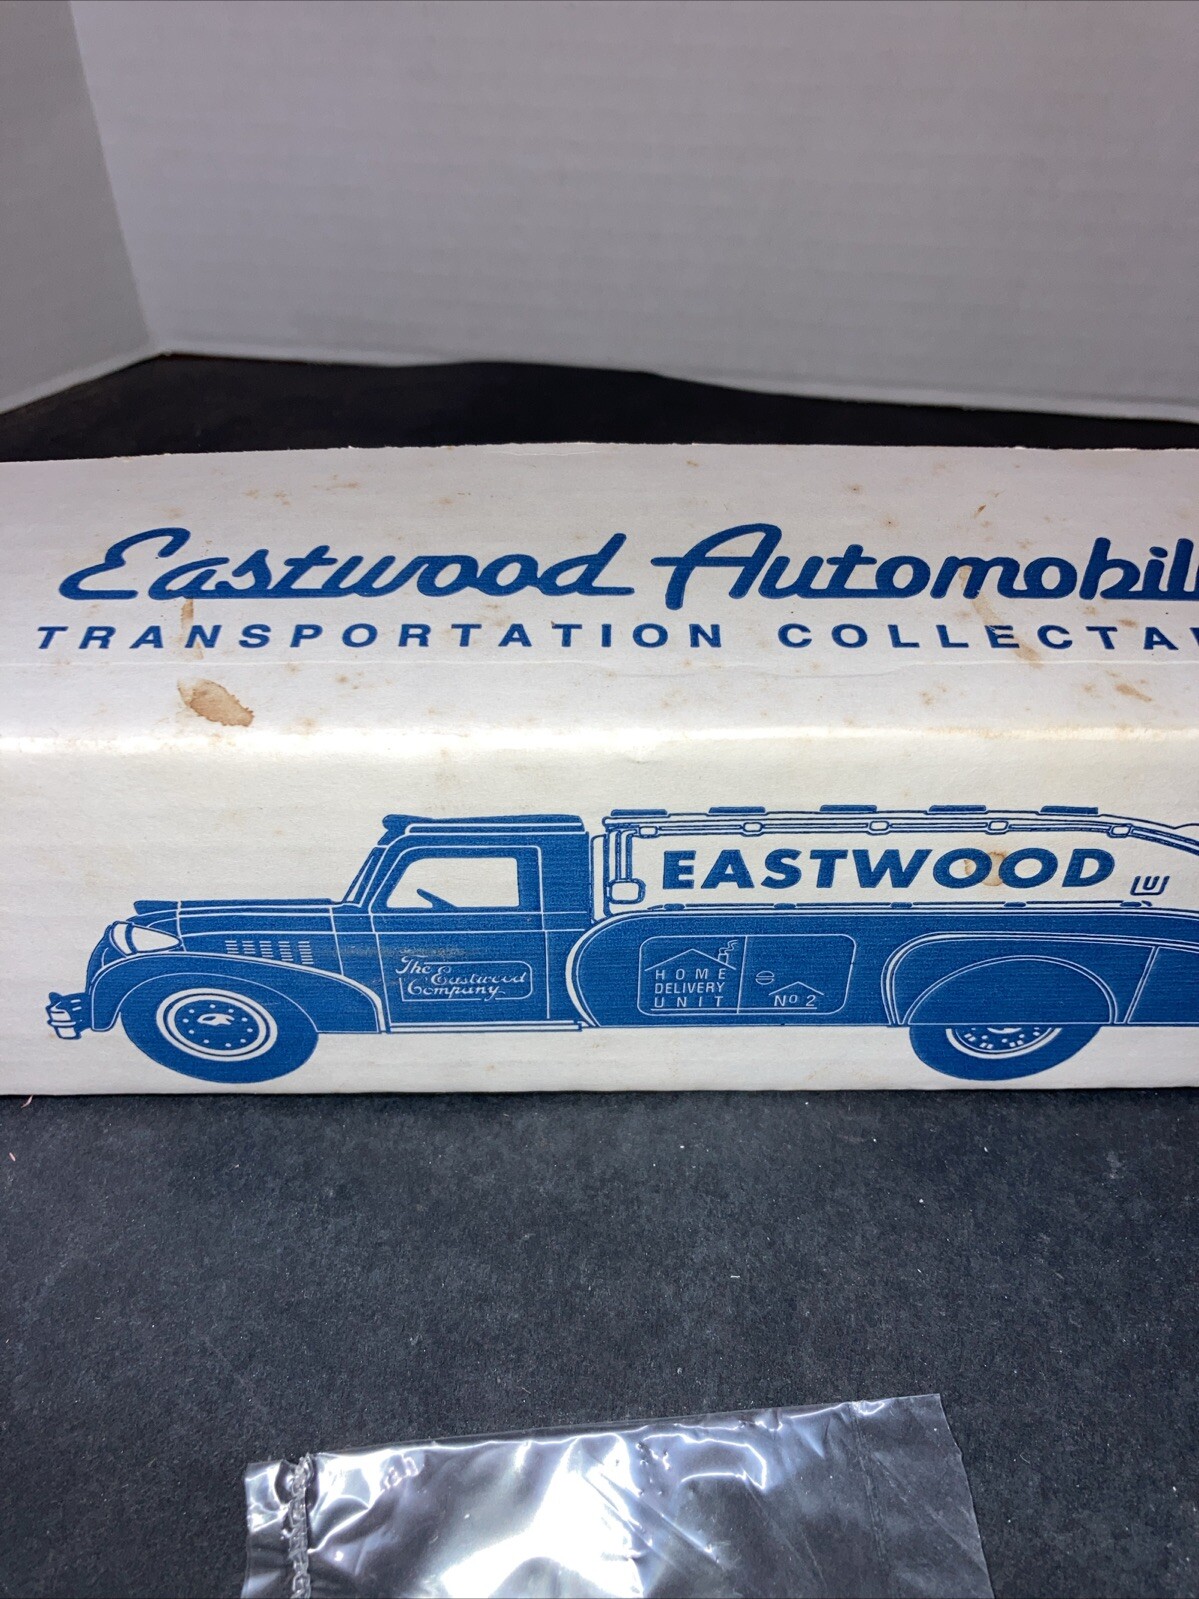 Eastwood Automobil
TRANSPORTATION COLLECTA
EASTWOOD
The
Eastwood
Company
HOME
DELIVERY
UNIT
No 2